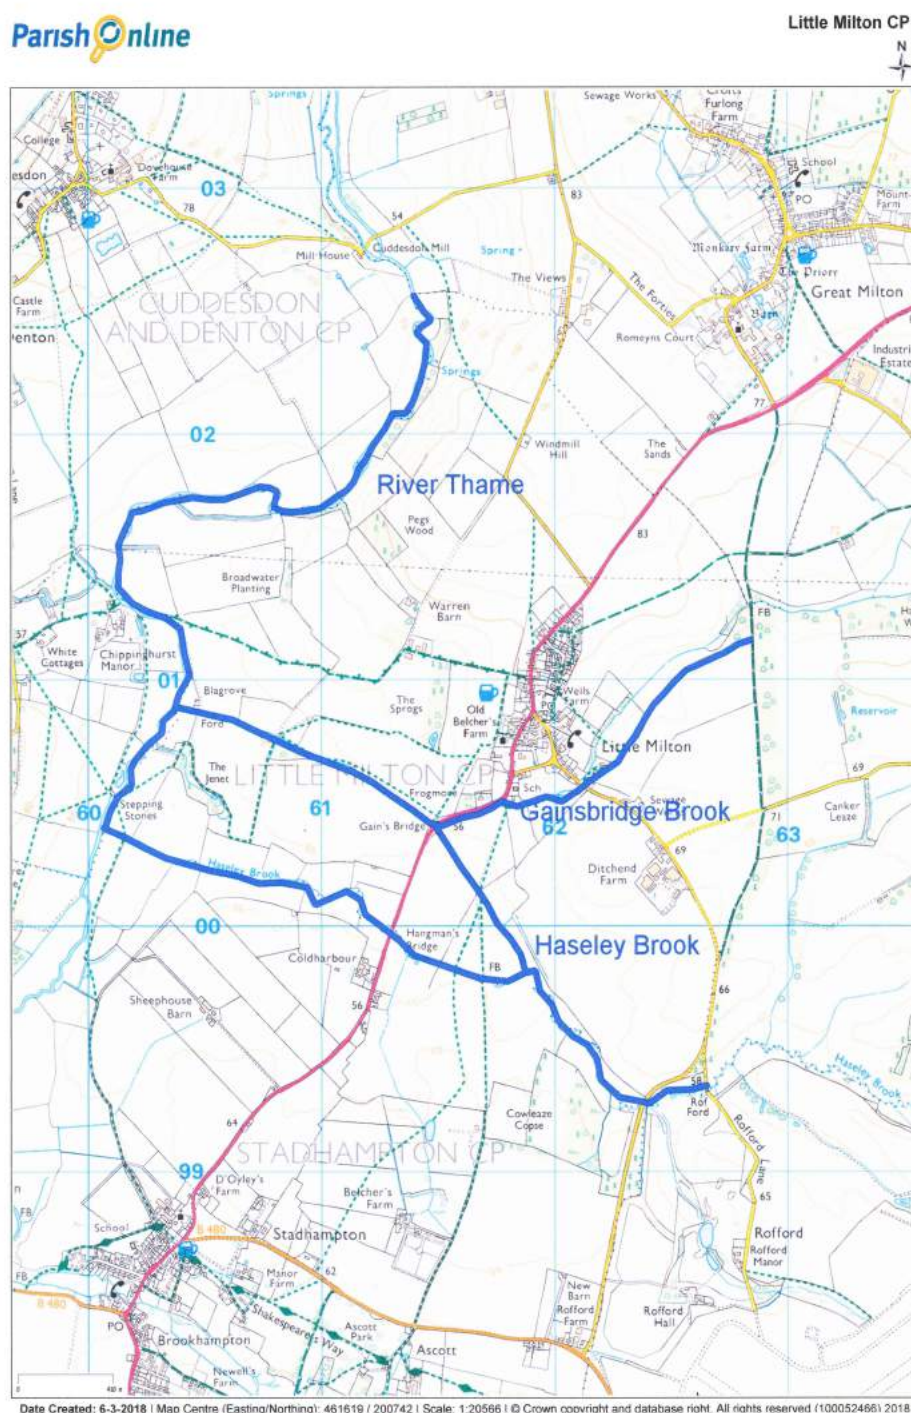 Parish Online
Little Milton CP
N
Springs
Sewage Works
Crofts
Furlong
Farm
College
Dovehouse
Farm
School
03
83
PO
Mount
Farm
78
54
Cuddesdon Mill
Mill House
Spring
Monkery Farm
The Views
The Priory
The Forties
Great Milton
Castle
Farm
CUDDESDON
AND DENTON CP
Barn
Romeyns Court
Industri
Estate
Springs
77
02
Windmill
Hill
The
Sands
River Thame
Pegs
Wood
83
Broadwater
Planting
Warren
Barn
FB
37
White
Cottages
Chippinghurst
Manor
01
Blagrove
The
Sprogs
Wells
Farm
Old
Belcher's
Farm
Reservoir
Ford
Little Milton
The
Jenet
LITTLE MILTON CP
69
Sch
Stepping
Stones
60
61
Frogmore
Gainsbridge Brook
Sewage
Canker
Leaze
Gain's Bridge
56
62
71
63
69
Ditchend
Farm
Haseley Brook
00
Hangman's
Bridge
Haseley Brook
Coldharbour
FB
66
Sheephouse
Barn
56
58
Haseley Brook
Rof
Ford
Cowleaze
Copse
64
Rofford Lane
STADHAMPTON CP
99
D'Oyley's
Farm
Belcher's
Farm
65
FB
School
B 480
Stadhampton
Rofford
Rofford
Manor
Manor
Farm
62
FB
New
Barn
Rofford
Farm
Rofford
Hall
B 480
Shakespeare's Way
Ascott
Park
PO
Brookhampton
Ascott
Newell's
Farm
0
Date Created: 6-3-2018 | Map Centre (Easting/Northing): 461619 / 200742 | Scale: 1:20566 | © Crown copyright and database right. All rights reserved (100052466) 2018